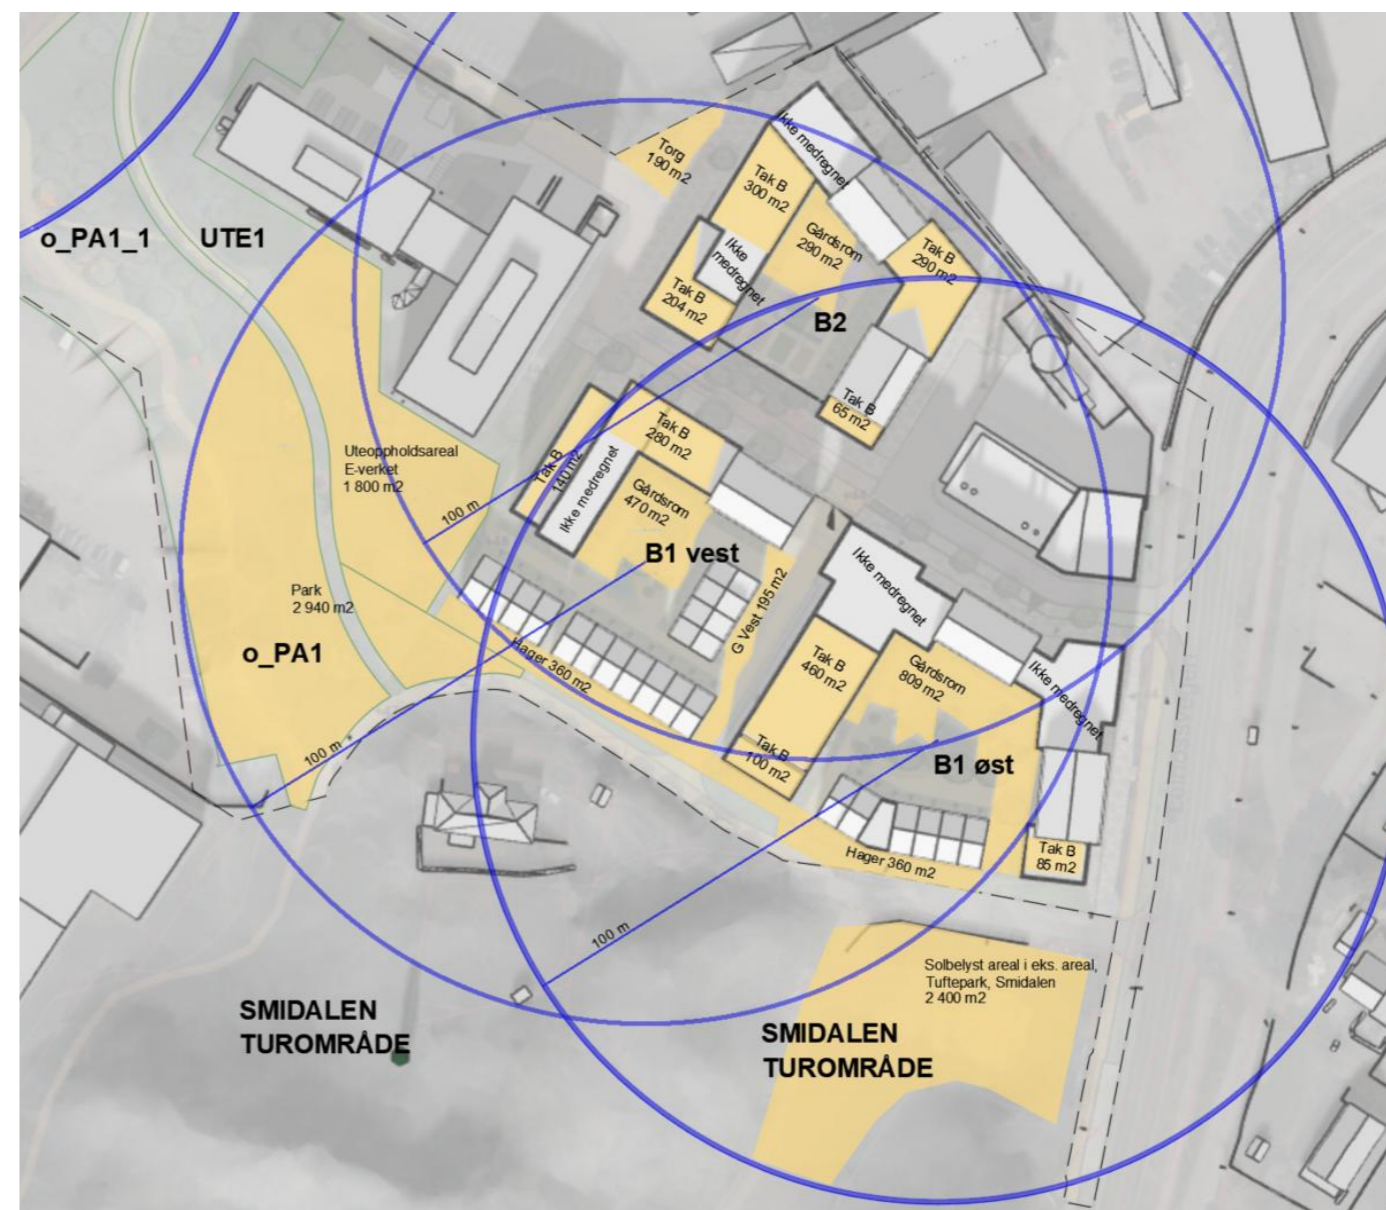 Torg
190 m2
Ikke medregnet
Tak B
300 m2
Gårdsrom
290 m2
Tak B
290 m2
Ikke
medregnet
Tak B
204 m2
o_PA1_1
UTE1
B2
Tak B
65 m2
Tak B
280 m2
Tak B
140 m2
Ikke medregnet
Gårdsrom
470 m2
Uteoppholdsareal
E-verket
1 800 m2
100 m
B1 vest
Ikke medregnet
G Vest 195 m2
Park
2 940 m2
o_PA1
Hager 360 m2
Tak B
460 m2
Gårdsrom
809 m2
Ikke medregnet
100 m
Tak B
100 m2
B1 øst
Hager 360 m2
Tak B
85 m2
100 m
Solbelyst areal i eks. areal,
Tuftepark, Smidalen
2 400 m2
SMIDALEN
TUROMRÅDE
SMIDALEN
TUROMRÅDE